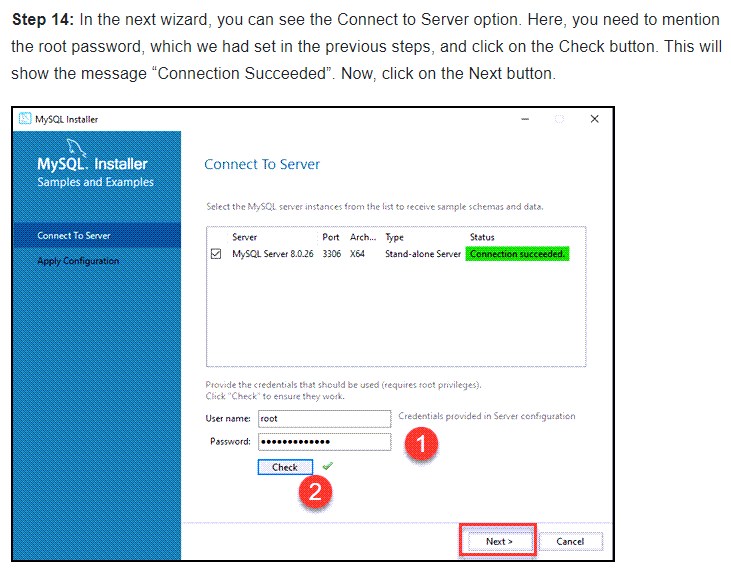 Step 14: In the next wizard, you can see the Connect to Server option. Here, you need to mention
the root password, which we had set in the previous steps, and click on the Check button. This will
show the message “Connection Succeeded”. Now, click on the Next button.
MySQL Installer
MySQL. Installer
Samples and Examples
Connect To Server
Apply Configuration
Connect To Server
Select the MySQL server instances from the list to receive sample schemas and data.
Server Port Arch... Type Status
MySQL Server 8.0.26 3306 X64 Stand-alone Server Connection succeeded.
Provide the credentials that should be used (requires root privileges).
Click "Check" to ensure they work.
User name: root Credentials provided in Server configuration
Password: ●●●●●●●●●●●●●
1
Check
2
Next > Cancel